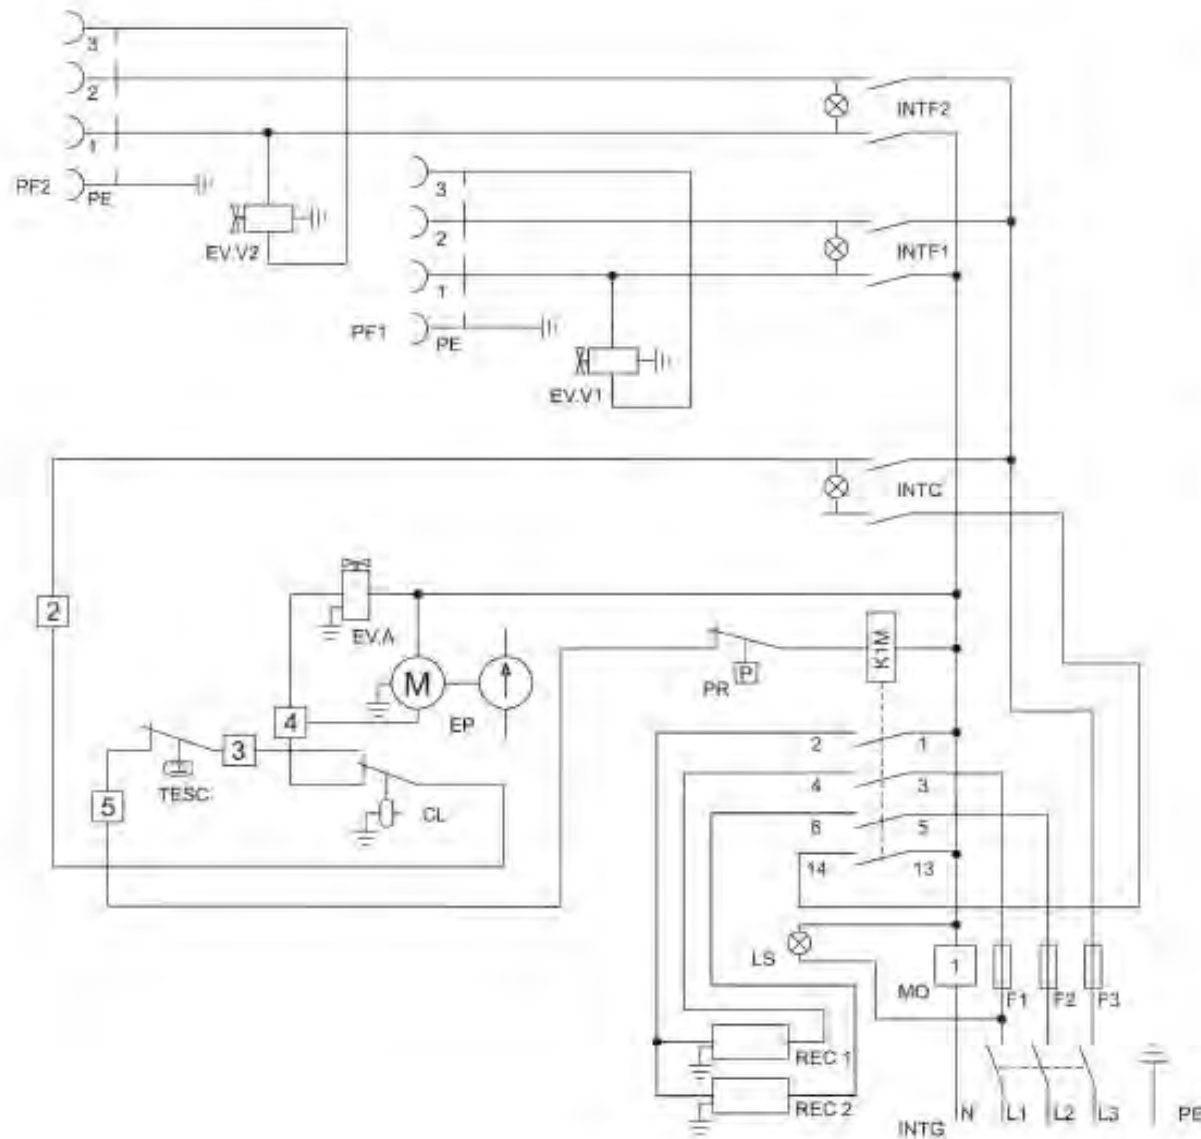 3
2
INTF2
1
PF2 PE
3
2
EV.V2 INTF1
1
PF1 PE
EV.V1
INTC
2
EV.A
K1M
P
M PR
4 EP
3 2 1
TESC
5 4 3
CL
6 5
14 13
LS 1
MO F1 F2 F3
REC 1
REC 2
INTG N L1 L2 L3 PE